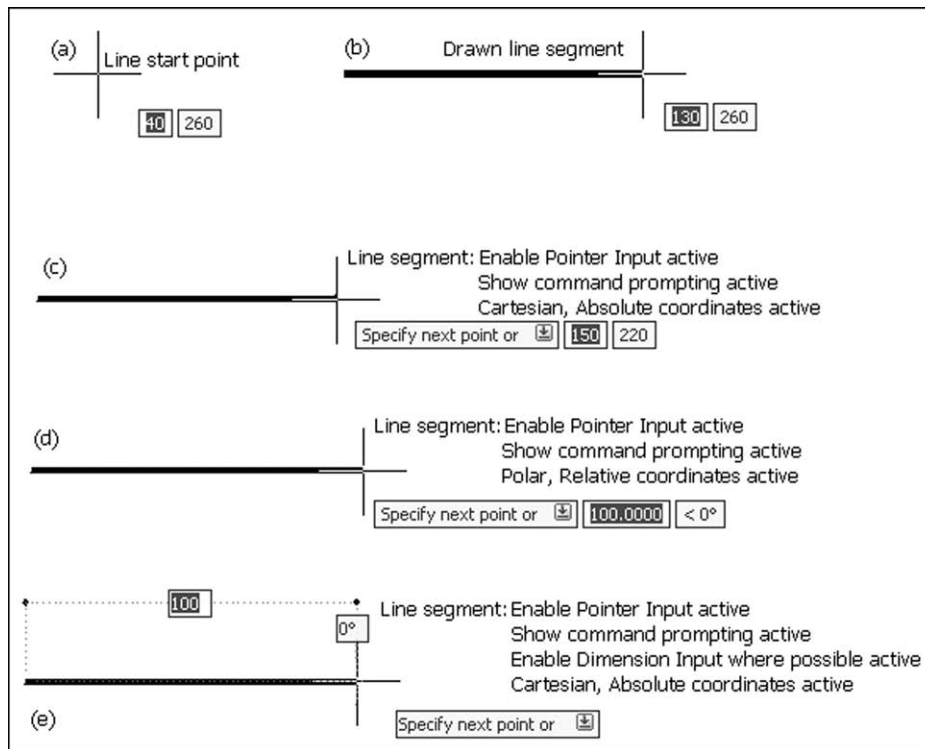 (a)
Line start point
40 260
(b)
Drawn line segment
130 260
(c)
Line segment: Enable Pointer Input active
Show command prompting active
Cartesian, Absolute coordinates active
Specify next point or 150 220
(d)
Line segment: Enable Pointer Input active
Show command prompting active
Polar, Relative coordinates active
Specify next point or 100.0000 < 0°
100
0°
Line segment: Enable Pointer Input active
Show command prompting active
Enable Dimension Input where possible active
Cartesian, Absolute coordinates active
(e)
Specify next point or